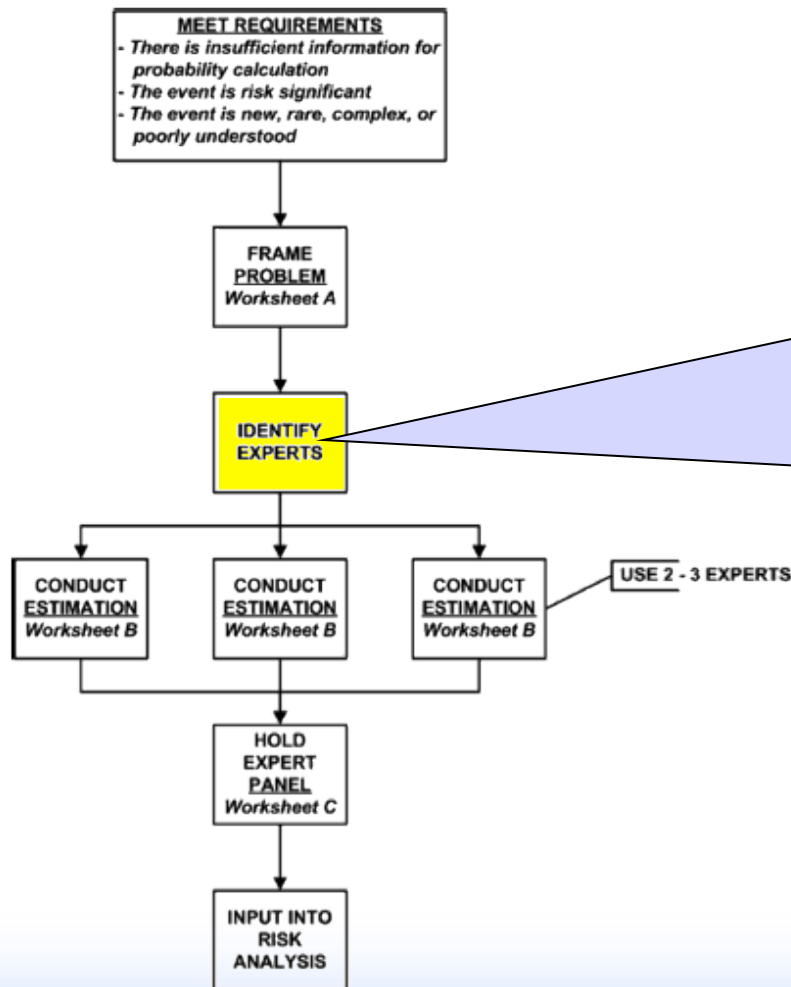 MEET REQUIREMENTS
- There is insufficient information for
probability calculation
- The event is risk significant
- The event is new, rare, complex, or
poorly understood
FRAME
PROBLEM
Worksheet A
IDENTIFY
EXPERTS
CONDUCT
ESTIMATION
Worksheet B
CONDUCT
ESTIMATION
Worksheet B
CONDUCT
ESTIMATION
Worksheet B
USE 2 - 3 EXPERTS
HOLD
EXPERT
PANEL
Worksheet C
INPUT INTO
RISK
ANALYSIS